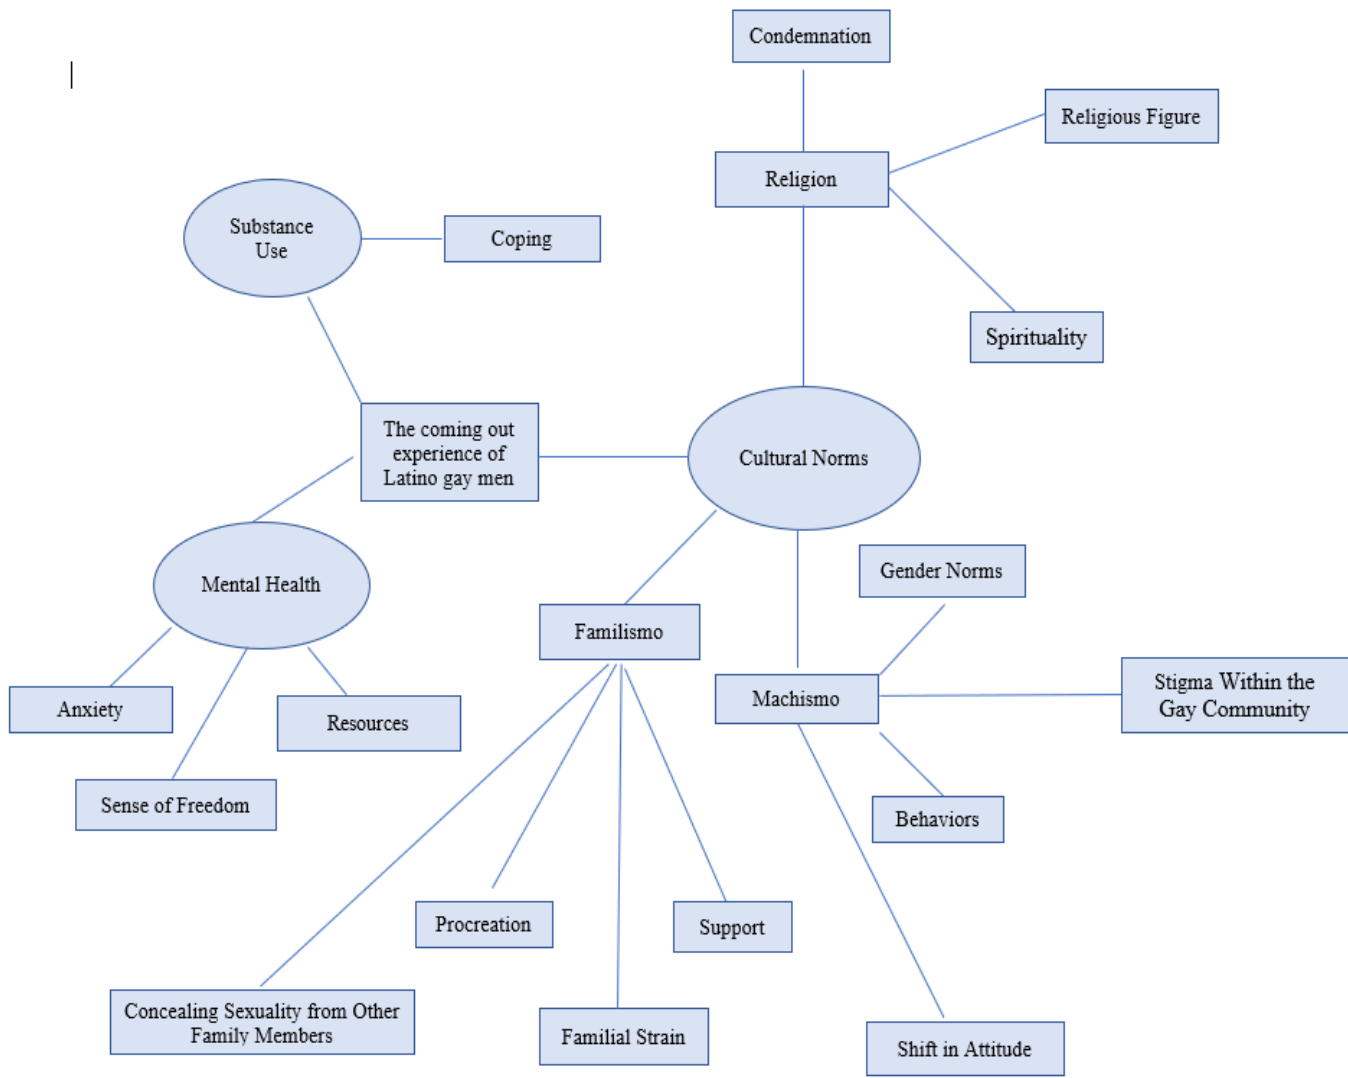 Condemnation
Religious Figure
Religion
Substance
Use
Coping
Spirituality
The coming out
experience of
Latino gay men
Cultural Norms
Mental Health
Gender Norms
Familismo
Machismo
Stigma Within the
Gay Community
Anxiety
Resources
Sense of Freedom
Behaviors
Procreation
Support
Concealing Sexuality from Other
Family Members
Familial Strain
Shift in Attitude